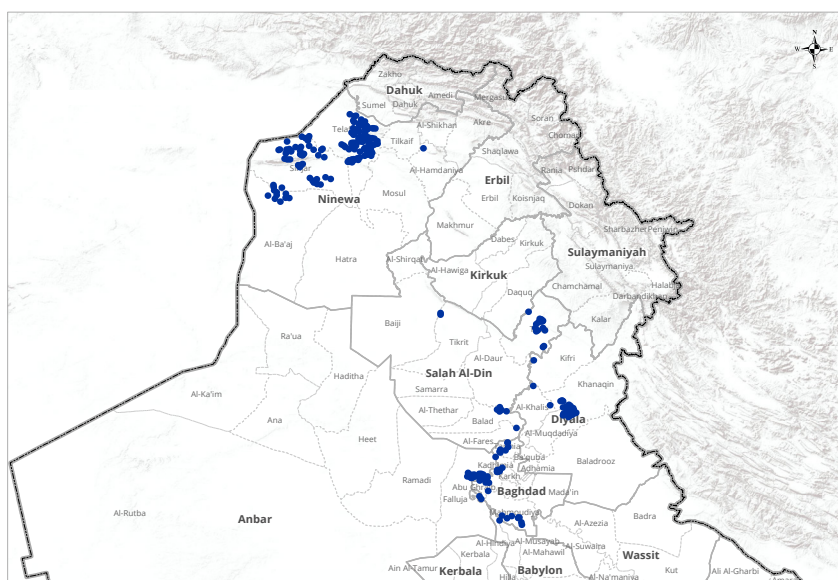 N
W E
S
Zakho
Dahuk
Sumel
Dahuk
Amedi
Mergasur
Soran
Al-Shikhan
Akre
Choman
Tilkaif
Shaqlawa
Al-Hamdaniya
Rania
Pshdar
Erbil
Sinjar
Mosul
Ninewa
Erbil
Koisnjaq
Dokan
Makhmur
Sharbazher
Penjwin
Dabes
Kirkuk
Al-Ba'aj
Sulaymaniyah
Hatra
Al-Shirqat
Al-Hawiga
Sulaymaniya
Kirkuk
Chamchamal
Halabja
Daquq
Darbandikhan
Baiji
Kalar
Ra'ua
Tikrit
Al-Daur
Kifri
Salah Al-Din
Haditha
Khanaqin
Samarra
Al-Ka'im
Al-Thethar
Al-Khalis
Ana
Balad
Diyala
Heet
Al-Fares
Al-Muqdadiya
Ba'quba
Baladrooz
Kadhimia
Adhamia
Ramadi
Karkh
Abu Ghraib
Baghdad
Mada'in
Falluja
Al-Rutba
Anbar
Mahmoudiya
Badra
Al-Azezia
Al-Hindiya
Al-Musayab
Al-Suwaira
Kerbala
Al-Mahawil
Wassit
Ain Al-Tamur
Kerbala
Babylon
Kut
Ali Al-Gharbi
Hilla
Al-Na'maniya